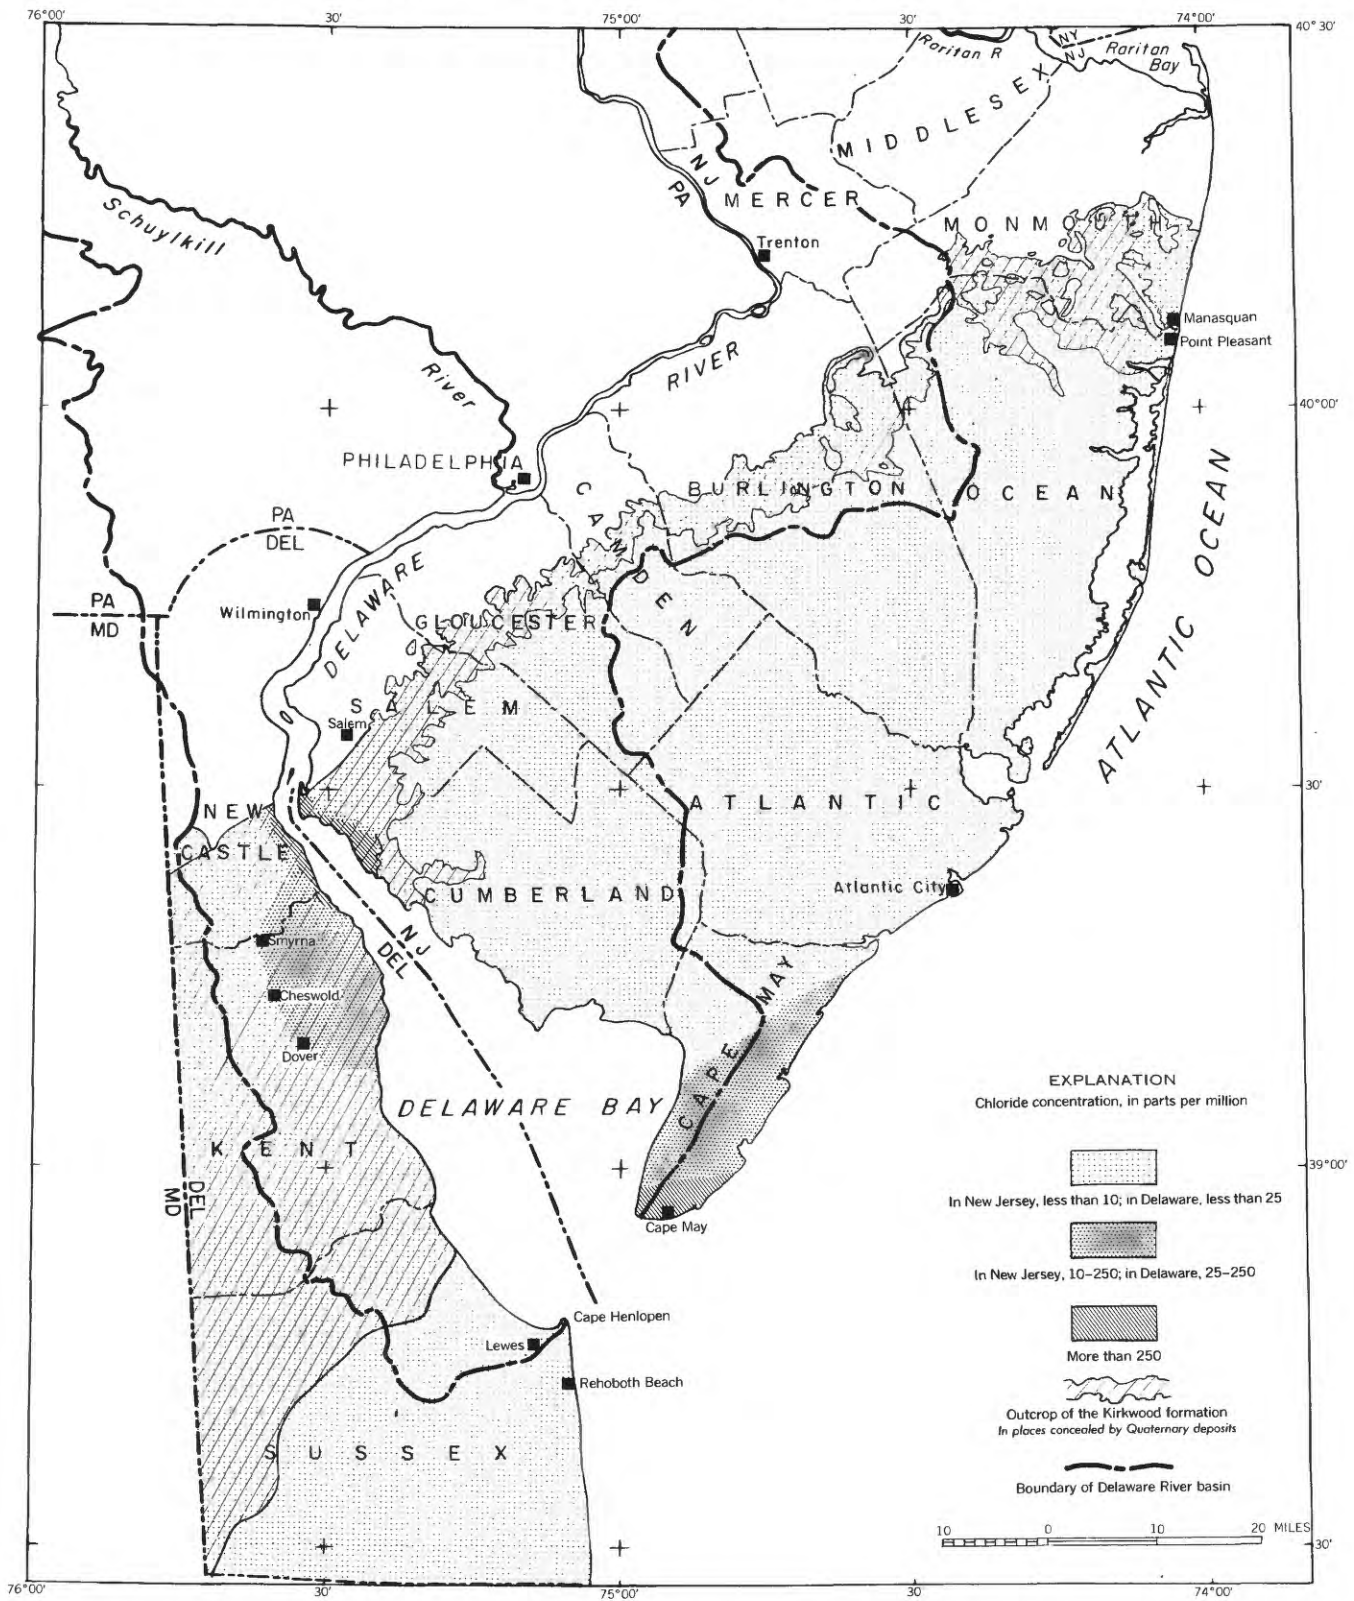 76°00'
30'
75°00'
30'
74°00'
40°30'
Raritan R
NY
NJ
Raritan
Bay
MIDDLESEX
NJ
PA
MERCER
Schuylkill
MONMOUTH
Trenton
Manasquan
Point Pleasant
RIVER
River
40°00'
PHILADELPHIA
CAMDEN
BURLINGTON
OCEAN
PA
DEL
ATLANTIC OCEAN
DELAWARE
PA
MD
Wilmington
GLOUCESTER
SALEM
Salem
30'
NEW
CASTLE
ATLANTIC
CUMBERLAND
Atlantic City
NJ
DEL
Smyrna
Cheswold
CAPE MAY
Dover
DELAWARE BAY
KENT
DEL
MD
Cape May
EXPLANATION
Chloride concentration, in parts per million
39°00'
In New Jersey, less than 10; in Delaware, less than 25
In New Jersey, 10-250; in Delaware, 25-250
Cape Henlopen
Lewes
More than 250
Rehoboth Beach
Outcrop of the Kirkwood formation
In places concealed by Quaternary deposits
SUSSEX
Boundary of Delaware River basin
10 0 10 20 MILES
30'
76°00'
30'
75°00'
30'
74°00'